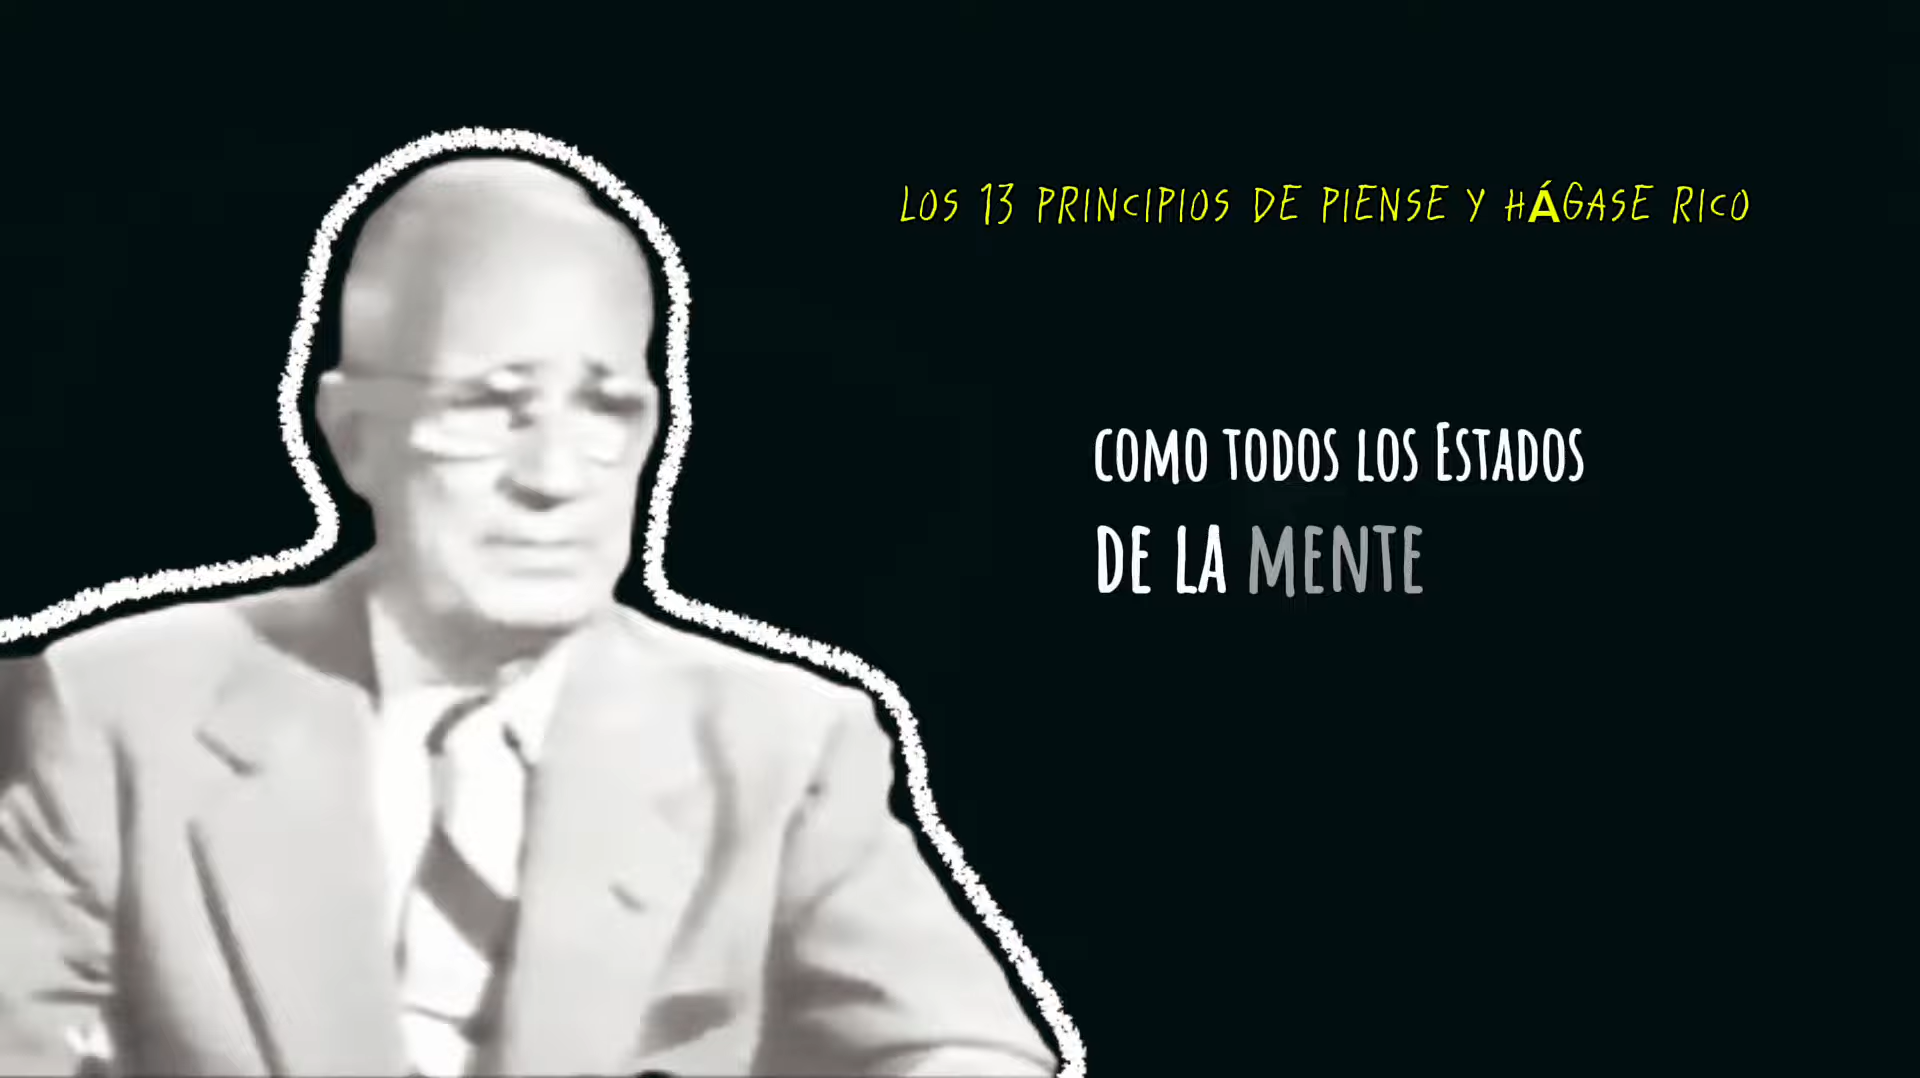 LOS 13 PRINCIPIOS DE PIENSE Y HÁGASE RICO
COMO TODOS LOS ESTADOS
DE LA MENTE